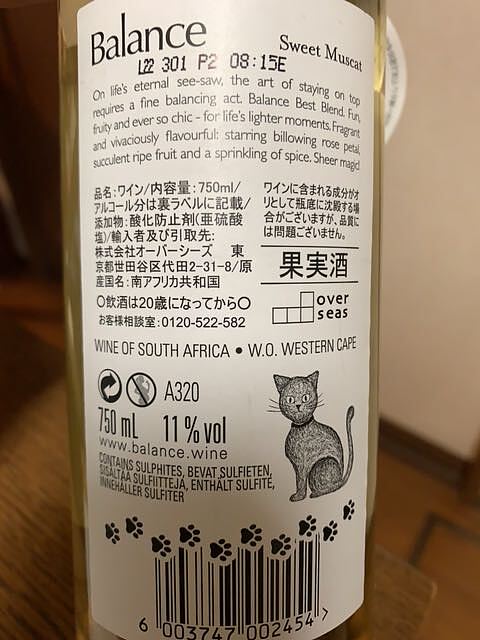 Balance
Sweet Muscat
L22 301 P2 08:15E
On life's eternal see-saw, the art of staying on top
requires a fine balancing act. Balance Best Blend. Fun,
fruity and ever so chic - for life's lighter moments. Fragrant
and vivaciously flavourful: starring billowing rose petal,
succulent ripe fruit and a sprinkling of spice. Sheer magic!
品名:ワイン/内容量:750ml/
アルコール分は裏ラベルに記載/
添加物:酸化防止剤(亜硫酸
塩)/輸入者及び引取先:
株式会社オーバーシーズ 東
京都世田谷区代田2-31-8/原
産国名:南アフリカ共和国
〇飲酒は20歳になってから〇
お客様相談室:0120-522-582
ワインに含まれる成分がオ
リとして瓶底に沈殿する場
合がございますが、品質に
は問題ございません。
果実酒
over
seas
WINE OF SOUTH AFRICA • W.O. WESTERN CAPE
A320
750 mL 11 % vol
www.balance.wine
CONTAINS SULPHITES, BEVAT SULFIETEN,
SISÄLTÄÄ SULFIITTEJA, ENTHÄLT SULFITE,
INNEHÅLLER SULFITER
6 003747 002454 >